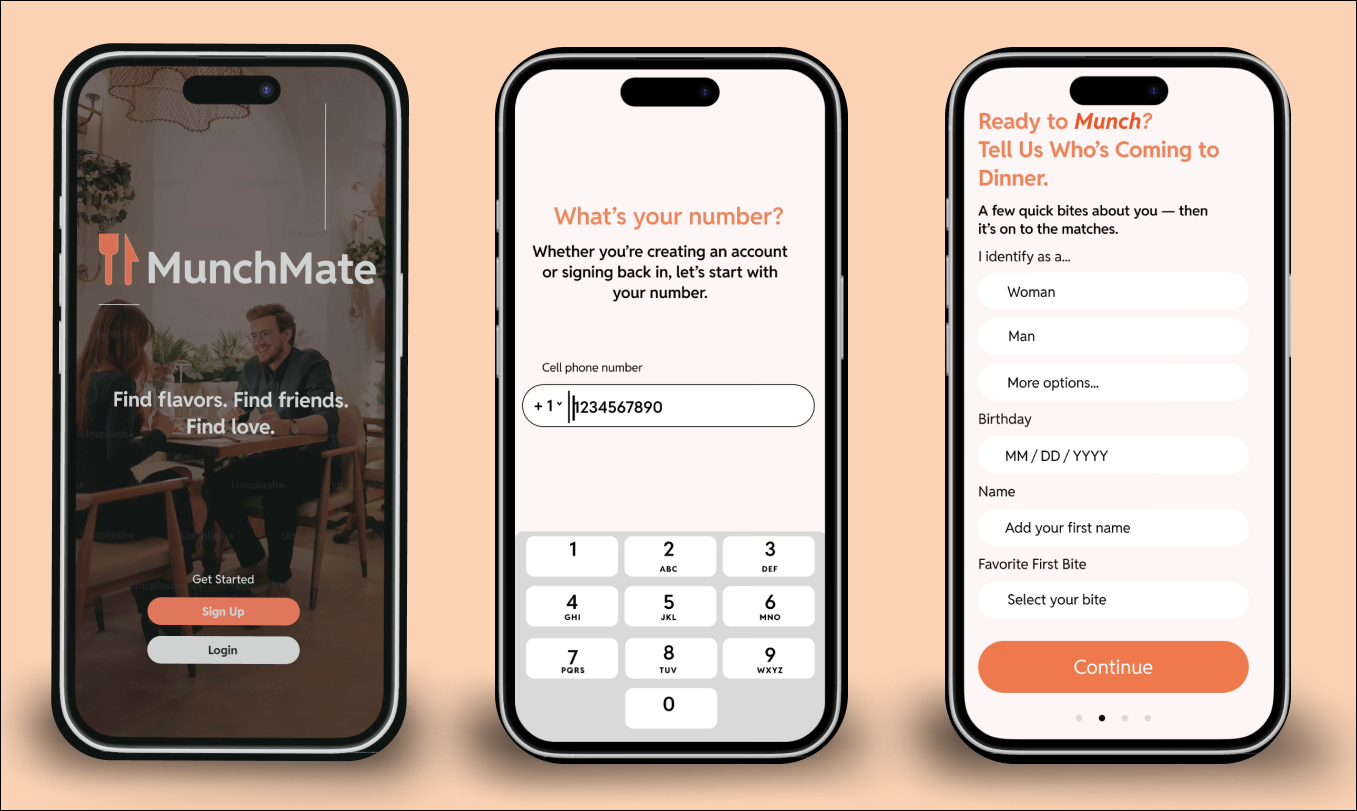 MunchMate
Find flavors. Find friends.
Find love.
Get Started
Sign Up
Login
Unsplash+
Unsplash+
Unsplash+
What's your number?
Whether you're creating an account
or signing back in, let's start with
your number.
Cell phone number
+ 1 1234567890
1 2 3
ABC DEF
4 5 6
GHI JKL MNO
7 8 9
PQRS TUV WXYZ
0
Ready to Munch?
Tell Us Who's Coming to
Dinner.
A few quick bites about you — then
it's on to the matches.
I identify as a...
Woman
Man
More options...
Birthday
MM / DD / YYYY
Name
Add your first name
Favorite First Bite
Select your bite
Continue